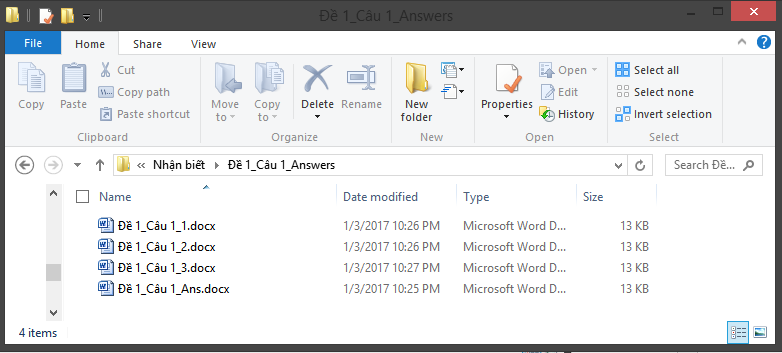 Đề 1_Câu 1_Answers
File Home Share View
Copy
Paste
Cut
Copy path
Paste shortcut
Clipboard
Move to
Copy to
Delete
Rename
Organize
New folder
New
Properties
Open
Edit
History
Open
Select all
Select none
Invert selection
Select
« Nhận biết Đề 1_Câu 1_Answers
Search Đề...
Name Date modified Type Size
Đề 1_Câu 1_1.docx 1/3/2017 10:26 PM Microsoft Word D... 13 KB
Đề 1_Câu 1_2.docx 1/3/2017 10:26 PM Microsoft Word D... 13 KB
Đề 1_Câu 1_3.docx 1/3/2017 10:27 PM Microsoft Word D... 13 KB
Đề 1_Câu 1_Ans.docx 1/3/2017 10:25 PM Microsoft Word D... 13 KB
4 items